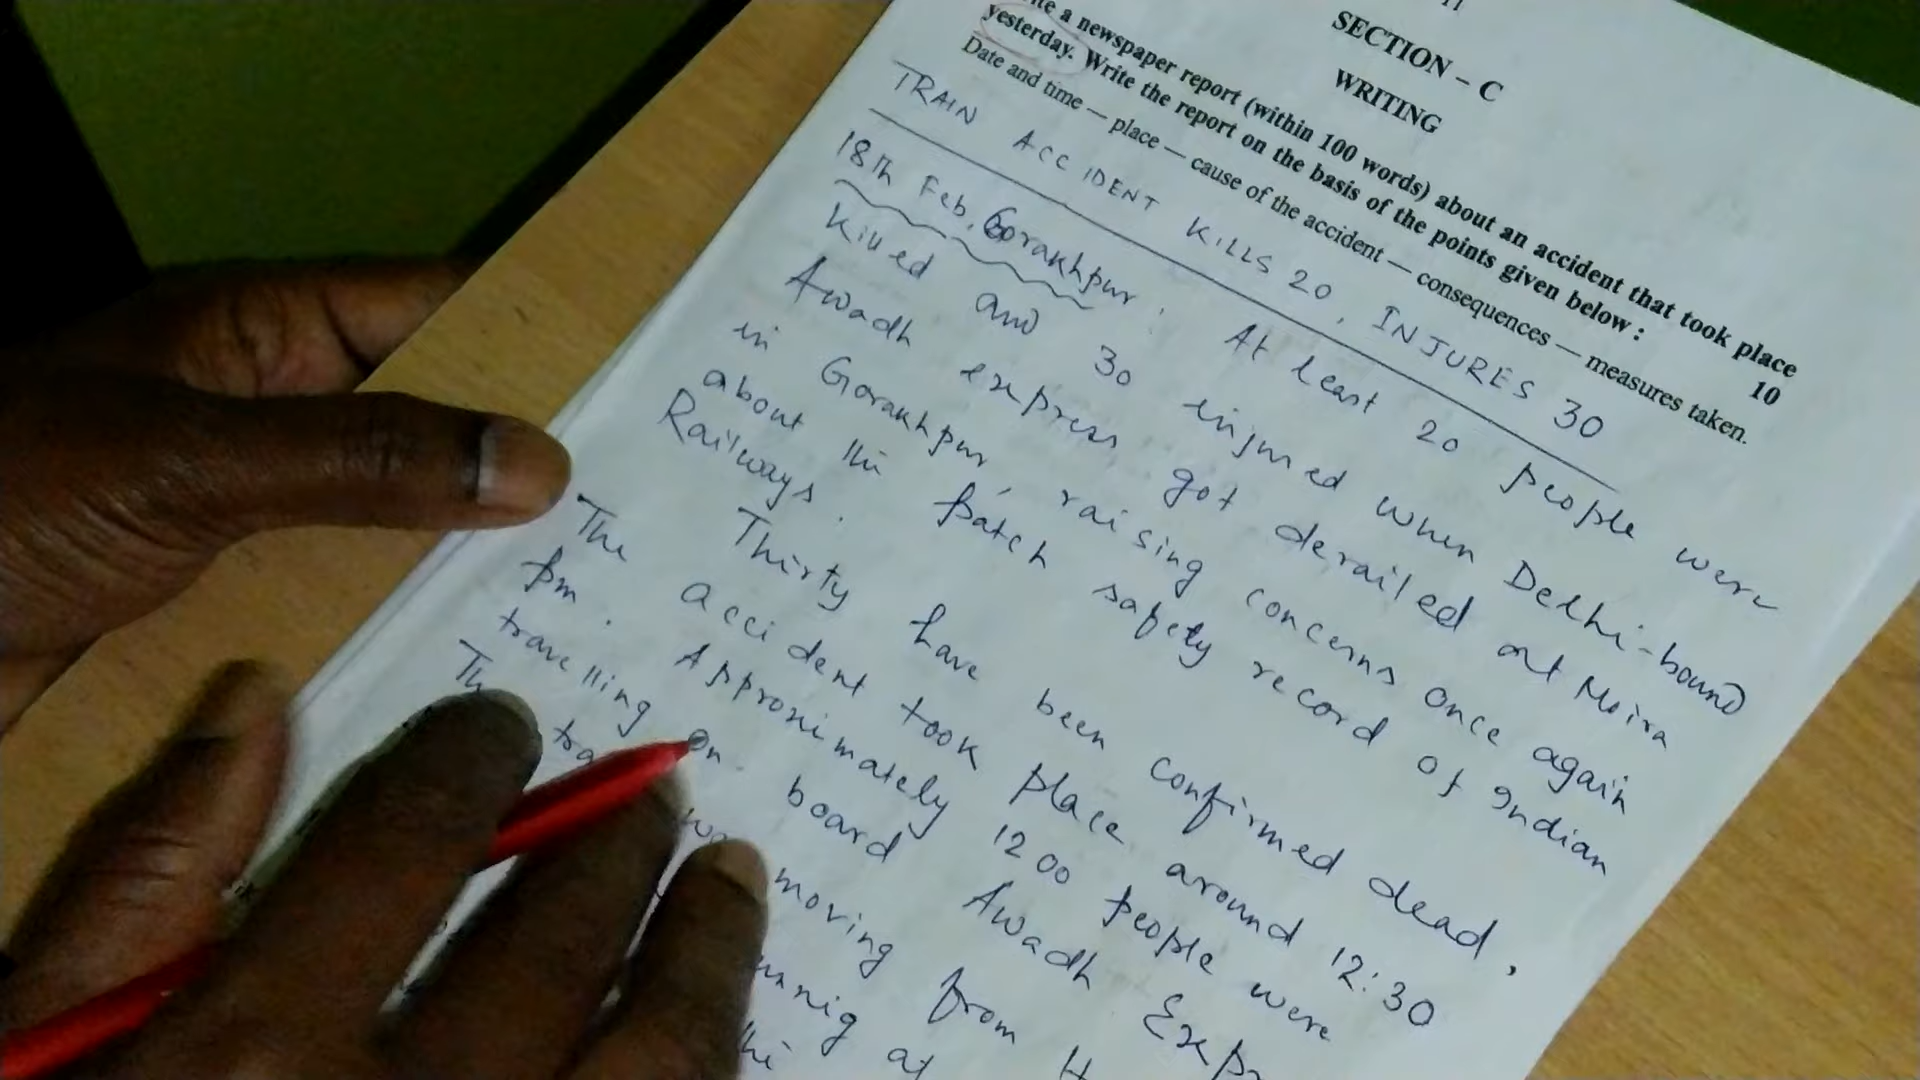 SECTION – C
WRITING
a newspaper report (within 100 words) about an accident that took place
yesterday. Write the report on the basis of the points given below : 10
Date and time — place — cause of the accident — consequences — measures taken.
TRAIN ACCIDENT KILLS 20, INJURES 30
18th Feb, Gorakhpur : At least 20 people were
killed and 30 injured when Delhi-bound
Awadh express got derailed at Moira
in Gorakhpur, raising concerns once again
about the patch safety record of Indian
Railways. Thirty have been confirmed dead,
The accident took place around 12:30
pm. Approximately 1200 people were
travelling on board Awadh
moving from
at